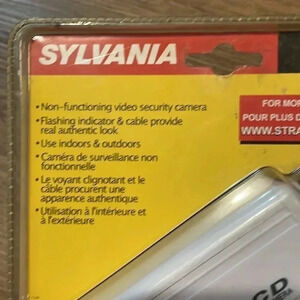 SYLVANIA
• Non-functioning video security camera
• Flashing indicator & cable provide
real authentic look
• Use indoors & outdoors
• Caméra de surveillance non
fonctionnelle
• Le voyant clignotant et le
câble procurent une
apparence authentique
• Utilisation à l'intérieure et
à l'extérieure
FOR MOR
POUR PLUS D
WWW.STRA